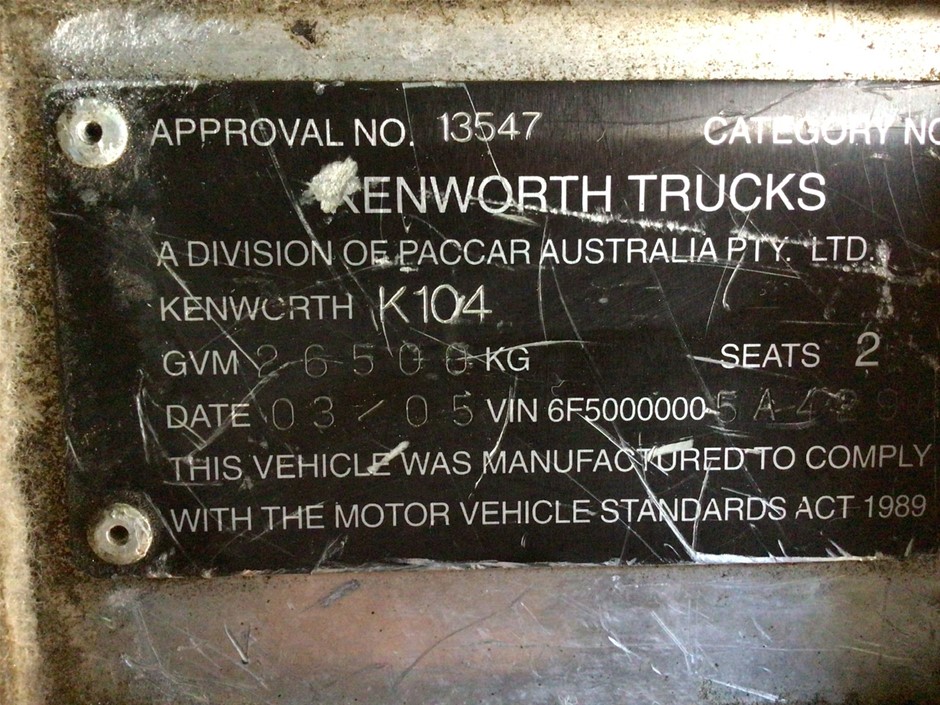 APPROVAL NO. 13547 CATEGORY NO
KENWORTH TRUCKS
A DIVISION OF PACCAR AUSTRALIA PTY. LTD.
KENWORTH K104
GVM 26500 KG SEATS 2
DATE 03/05 VIN 6F5000000
THIS VEHICLE WAS MANUFACTURED TO COMPLY
WITH THE MOTOR VEHICLE STANDARDS ACT 1989